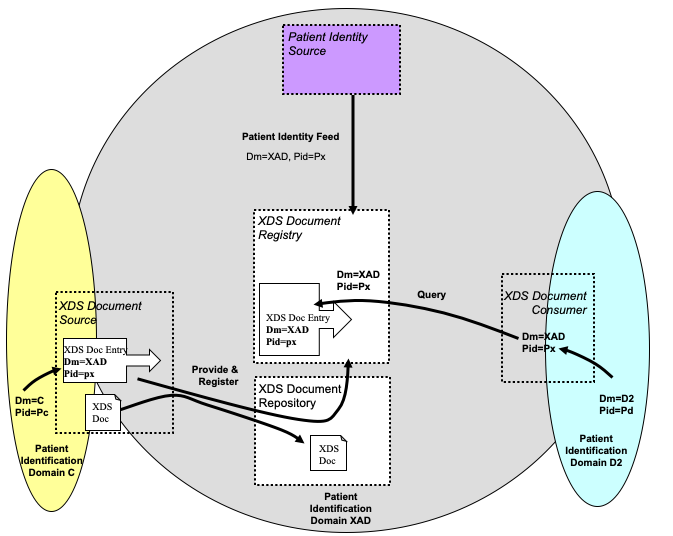 Patient Identity
Source
Patient Identity Feed
Dm=XAD, Pid=Px
XDS Document
Registry
Dm=XAD
Pid=Px
XDS Doc Entry
Dm=XAD
Pid=px
Query
XDS Document
Consumer
Dm=XAD
Pid=Px
Dm=D2
Pid=Pd
Patient
Identification
Domain D2
XDS Document
Source
XDS Doc Entry
Dm=XAD
Pid=px
Dm=C
Pid=Pc
XDS
Doc
Patient
Identification
Domain C
Provide &
Register
XDS Document
Repository
XDS
Doc
Patient
Identification
Domain XAD